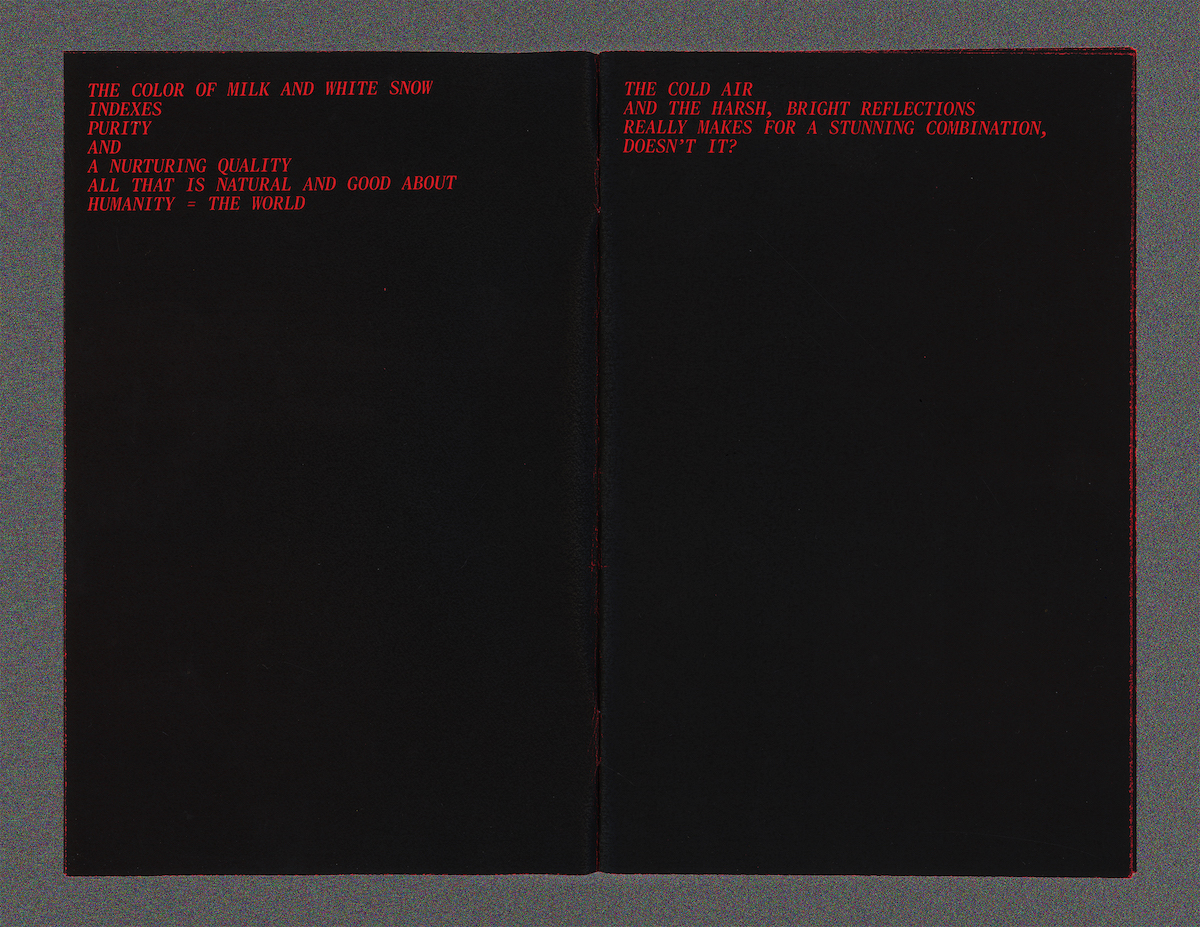 THE COLOR OF MILK AND WHITE SNOW
INDEXES
PURITY
AND
A NURTURING QUALITY
ALL THAT IS NATURAL AND GOOD ABOUT
HUMANITY = THE WORLD
THE COLD AIR
AND THE HARSH, BRIGHT REFLECTIONS
REALLY MAKES FOR A STUNNING COMBINATION,
DOESN’T IT?